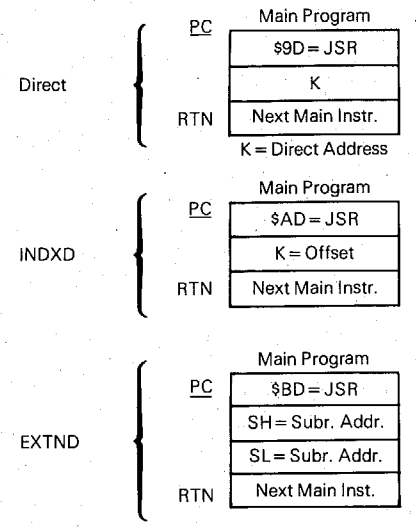 Main Program
PC
$9D = JSR
Direct
K
RTN
Next Main Instr.
K = Direct Address
Main Program
PC
$AD = JSR
INDXD
K = Offset
RTN
Next Main Instr.
Main Program
PC
$BD = JSR
SH = Subr. Addr.
EXTND
SL = Subr. Addr.
RTN
Next Main Inst.